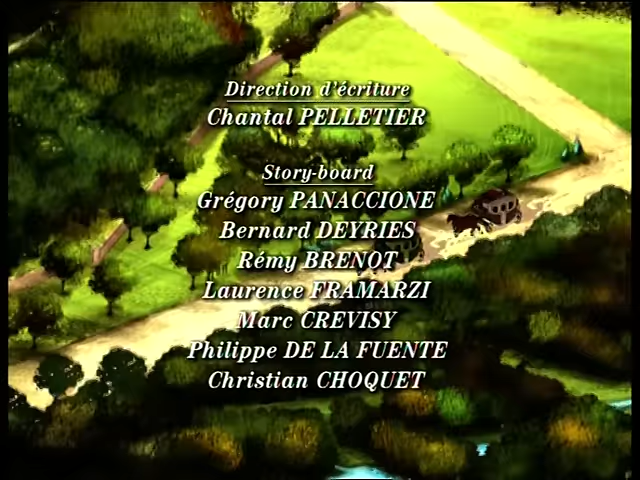 Direction d'écriture
Chantal PELLETIER
Story-board
Grégory PANACCIONE
Bernard DEYRIES
Rémy BRENOT
Laurence FRAMARZI
Marc CREVISY
Philippe DE LA FUENTE
Christian CHOQUET